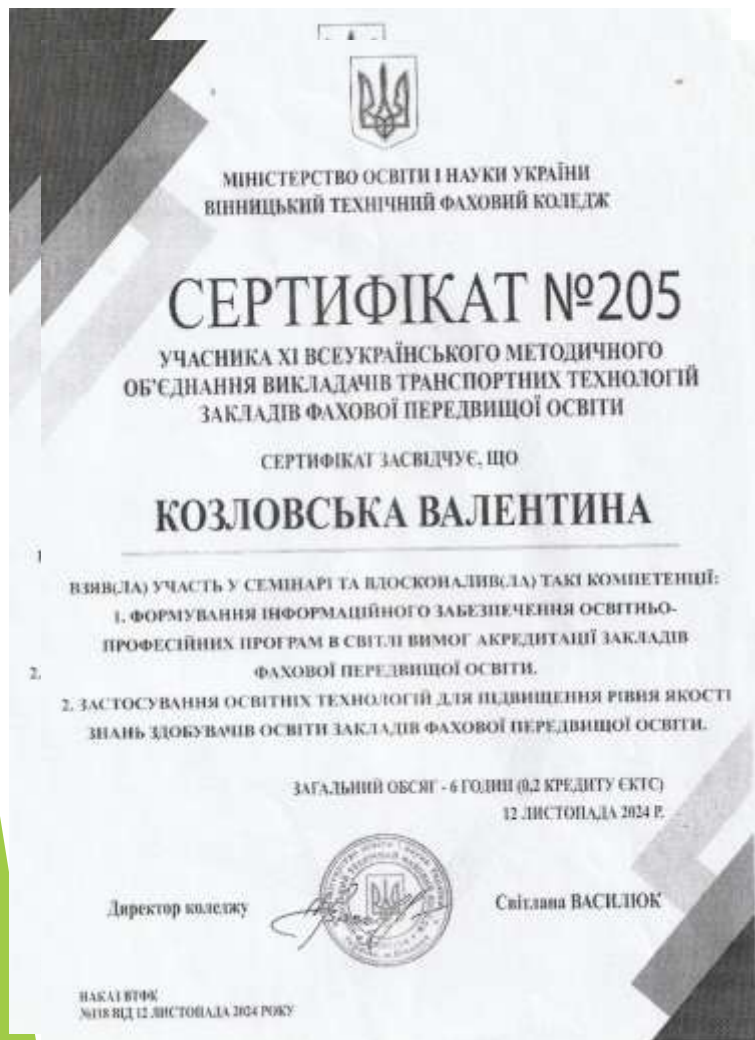 МІНІСТЕРСТВО ОСВІТИ І НАУКИ УКРАЇНИ
ВІННИЦЬКИЙ ТЕХНІЧНИЙ ФАХОВИЙ КОЛЕДЖ
СЕРТИФІКАТ №205
УЧАСНИКА XI ВСЕУКРАЇНСЬКОГО МЕТОДИЧНОГО
ОБ'ЄДНАННЯ ВИКЛАДАЧІВ ТРАНСПОРТНИХ ТЕХНОЛОГІЙ
ЗАКЛАДІВ ФАХОВОЇ ПЕРЕДВИЩОЇ ОСВІТИ
СЕРТИФІКАТ ЗАСВІДЧУЄ, ЩО
КОЗЛОВСЬКА ВАЛЕНТИНА
ВЗЯВ(ЛА) УЧАСТЬ У СЕМІНАРІ ТА ВДОСКОНАЛИВ(ЛА) ТАКІ КОМПЕТЕНЦІЇ:
1. ФОРМУВАННЯ ІНФОРМАЦІЙНОГО ЗАБЕЗПЕЧЕННЯ ОСВІТНЬО-
ПРОФЕСІЙНИХ ПРОГРАМ В СВІТЛІ ВИМОГ АКРЕДИТАЦІЇ ЗАКЛАДІВ
2.
ФАХОВОЇ ПЕРЕДВИЩОЇ ОСВІТИ.
2. ЗАСТОСУВАННЯ ОСВІТНІХ ТЕХНОЛОГІЙ ДЛЯ ПІДВИЩЕННЯ РІВНЯ ЯКОСТІ
ЗНАНЬ ЗДОБУВАЧІВ ОСВІТИ ЗАКЛАДІВ ФАХОВОЇ ПЕРЕДВИЩОЇ ОСВІТИ.
ЗАГАЛЬНИЙ ОБСЯГ - 6 ГОДИН (0,2 КРЕДИТУ ЄКТС)
12 ЛИСТОПАДА 2024 Р.
Директор коледжу
Світлана ВАСИЛЮК
НАКАЗ ВТФК
№118 ВІД 12 ЛИСТОПАДА 2024 РОКУ